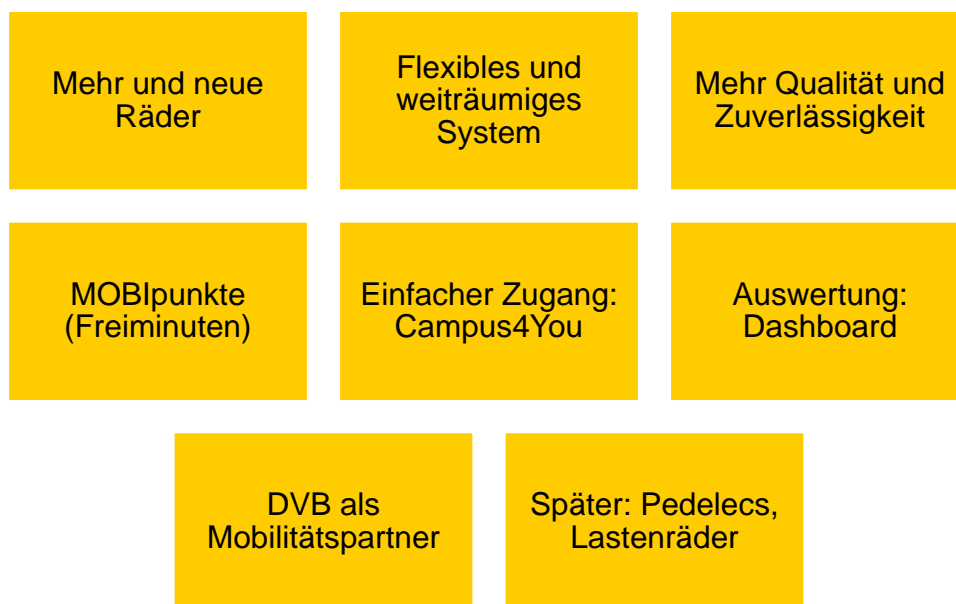 Mehr und neue
Räder
Flexibles und
weiträumiges
System
Mehr Qualität und
Zuverlässigkeit
MOBIpunkte
(Freiminuten)
Einfacher Zugang:
Campus4You
Auswertung:
Dashboard
DVB als
Mobilitätspartner
Später: Pedelecs,
Lastenräder